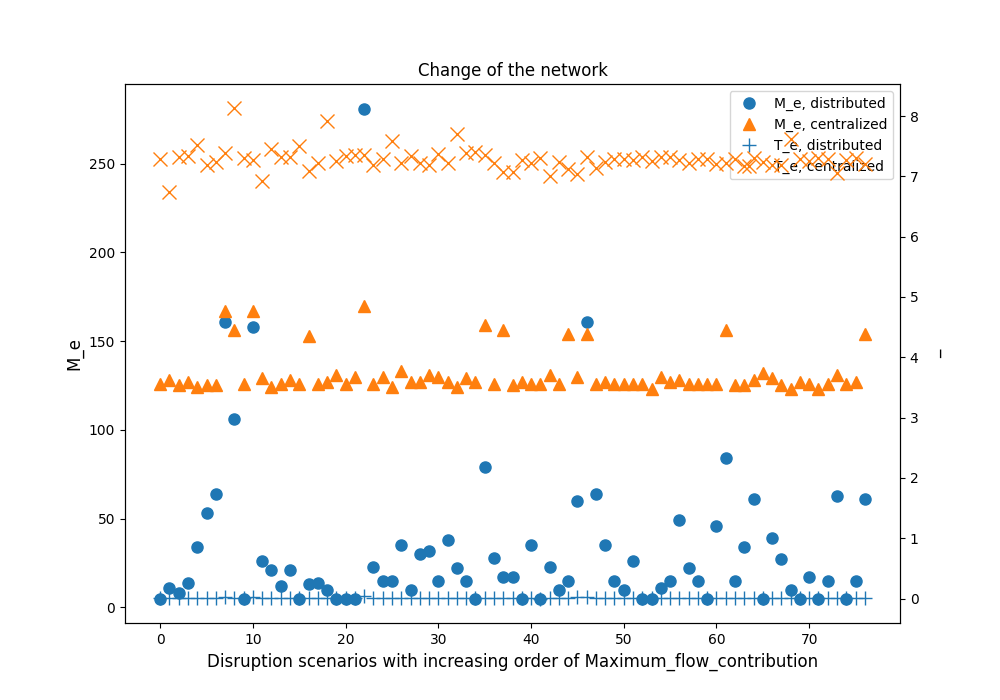 Change of the network
M_e, distributed
M_e, centralized
T_e, distributed
T_e, centralized
M_e
250
200
150
100
50
0
8
7
6
5
4
3
2
1
0
0 10 20 30 40 50 60 70
Disruption scenarios with increasing order of Maximum_flow_contribution